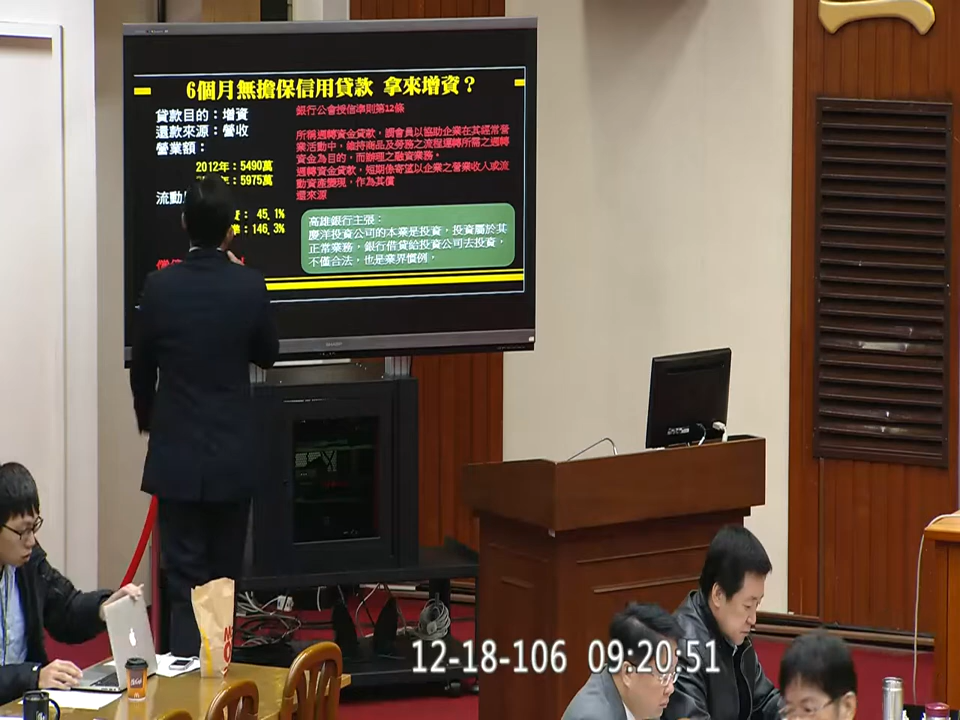 6個月無擔保信用貸款 拿來增資？
貸款目的：增資
還款來源：營收
營業額：
2012年：5490萬
年：5975萬
流動
：45.1%
：146.3%
銀行公會授信準則第12條
所稱週轉資金貸款，謂會員以協助企業在其經常營
業活動中，維持商品及勞務之流程運轉所需之週轉
資金為目的，而辦理之融資業務。
週轉資金貸款，短期係寄望以企業之營業收入或流
動資產變現，作為其償
還來源
高雄銀行主張：
慶洋投資公司的本業是投資，投資屬於其
正常業務，銀行借貸給投資公司去投資，
不僅合法，也是業界慣例，
SHARP
12-18-106 09:20:51